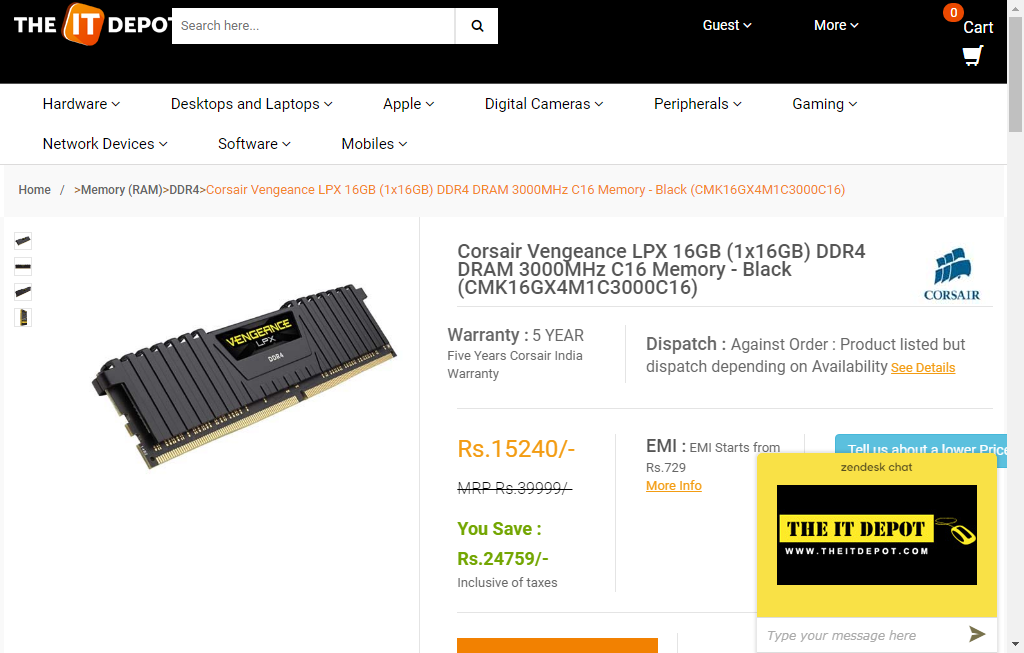 THE IT DEPOT
Search here...
Guest
More
0
Cart
Hardware
Desktops and Laptops
Apple
Digital Cameras
Peripherals
Gaming
Network Devices
Software
Mobiles
Home / >Memory (RAM)>DDR4>Corsair Vengeance LPX 16GB (1x16GB) DDR4 DRAM 3000MHz C16 Memory - Black (CMK16GX4M1C3000C16)
VENGEANCE
LPX
DDR4
Corsair Vengeance LPX 16GB (1x16GB) DDR4
DRAM 3000MHz C16 Memory - Black
(CMK16GX4M1C3000C16)
CORSAIR
Warranty : 5 YEAR
Five Years Corsair India
Warranty
Dispatch : Against Order : Product listed but
dispatch depending on Availability See Details
Rs.15240/-
MRP Rs.39999/-
You Save :
Rs.24759/-
Inclusive of taxes
EMI : EMI Starts from
Rs.729
More Info
Tell us about a lower Price
zendesk chat
THE IT DEPOT
WWW.THEITDEPOT.COM
Type your message here